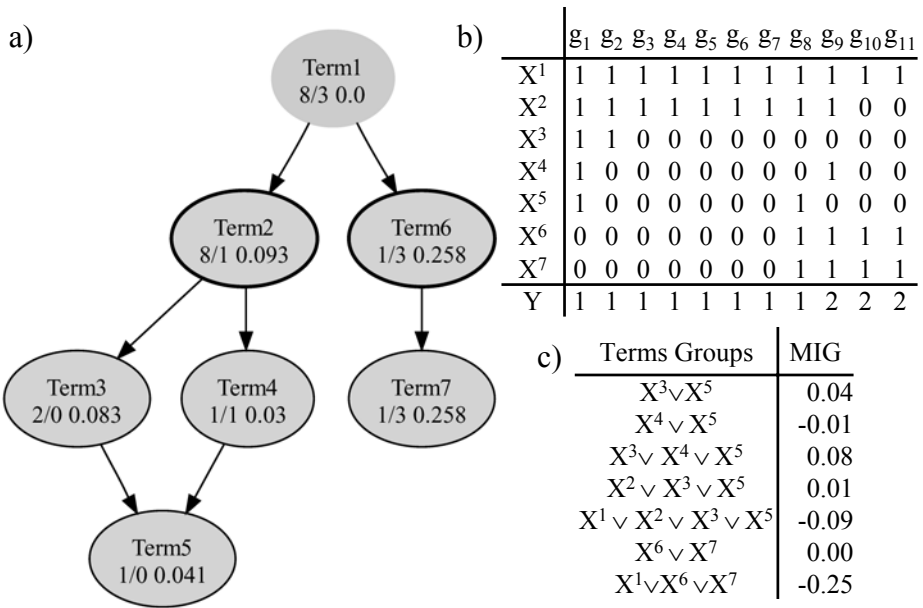 a)
Term1
8/3 0.0
Term2
8/1 0.093
Term6
1/3 0.258
Term3
2/0 0.083
Term4
1/1 0.03
Term7
1/3 0.258
Term5
1/0 0.041
b)
g1 g2 g3 g4 g5 g6 g7 g8 g9 g10 g11
X1 1 1 1 1 1 1 1 1 1 1 1
X2 1 1 1 1 1 1 1 1 1 0 0
X3 1 1 0 0 0 0 0 0 0 0 0
X4 1 0 0 0 0 0 0 0 1 0 0
X5 1 0 0 0 0 0 0 1 0 0 0
X6 0 0 0 0 0 0 0 1 1 1 1
X7 0 0 0 0 0 0 0 1 1 1 1
Y 1 1 1 1 1 1 1 1 2 2 2
c)
Terms Groups MIG
X3∨X5 0.04
X4 ∨ X5 -0.01
X3∨ X4 ∨ X5 0.08
X2 ∨ X3 ∨ X5 0.01
X1 ∨ X2 ∨ X3 ∨ X5 -0.09
X6 ∨ X7 0.00
X1∨X6 ∨X7 -0.25